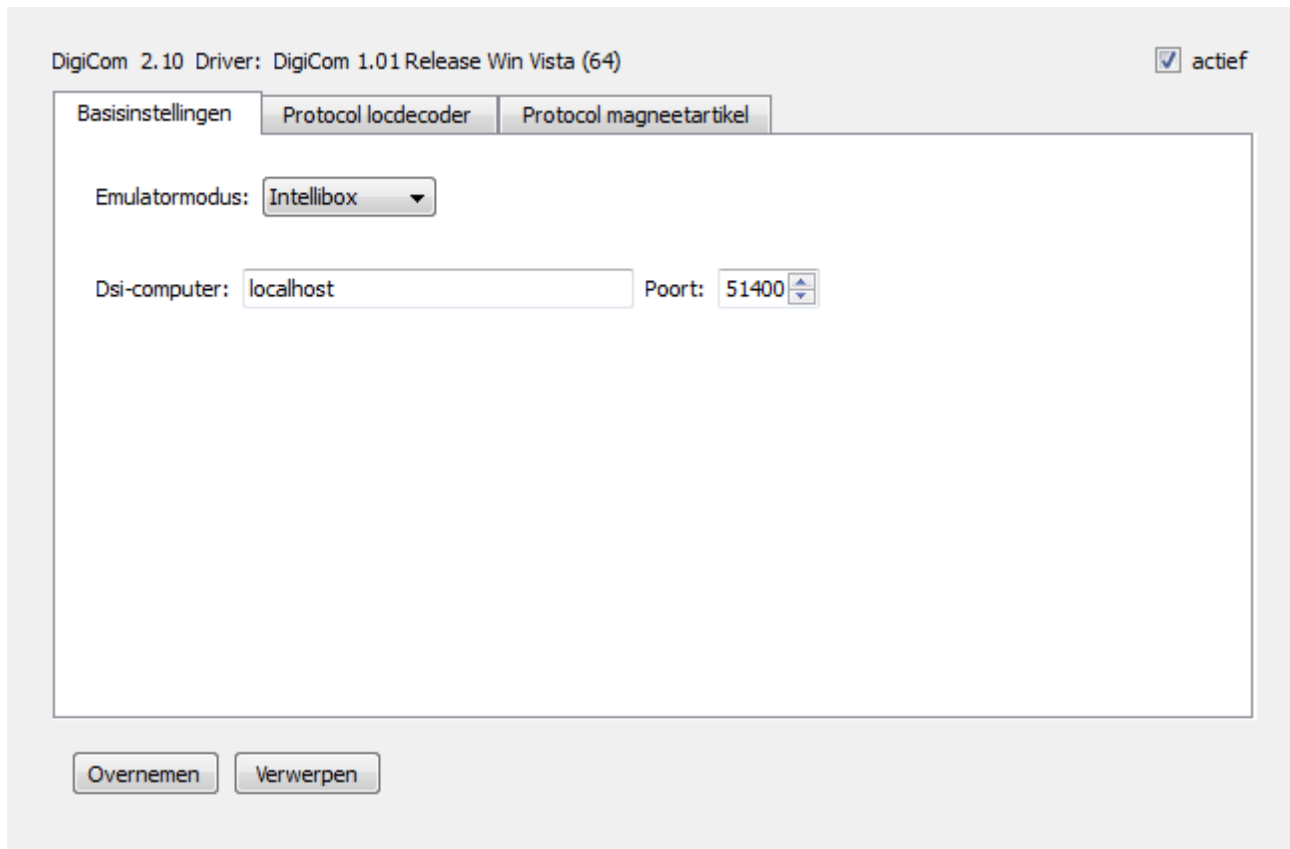 DigiCom 2.10 Driver: DigiCom 1.01 Release Win Vista (64) actief
Basisinstellingen Protocol locdecoder Protocol magneetartikel
Emulatormodus: Intellibox
Dsi-computer: localhost Poort: 51400
Overnemen Verwerpen